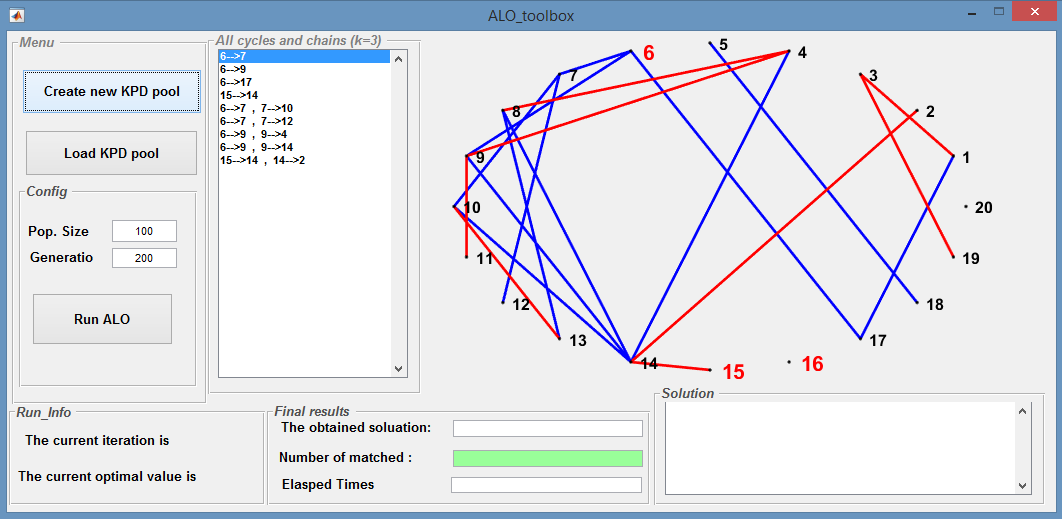 ALO_toolbox
Menu
Create new KPD pool
Load KPD pool
Config
Pop. Size 100
Generatio 200
Run ALO
All cycles and chains (k=3)
6-->7
6-->9
6-->17
15-->14
6-->7 , 7-->10
6-->7 , 7-->12
6-->9 , 9-->4
6-->9 , 9-->14
15-->14 , 14-->2
6
5
4
7
3
8
2
9
1
10
20
11
19
12
18
13
17
14
15
16
Run_Info
The current iteration is
The current optimal value is
Final results
The obtained soluation:
Number of matched :
Elasped Times
Solution